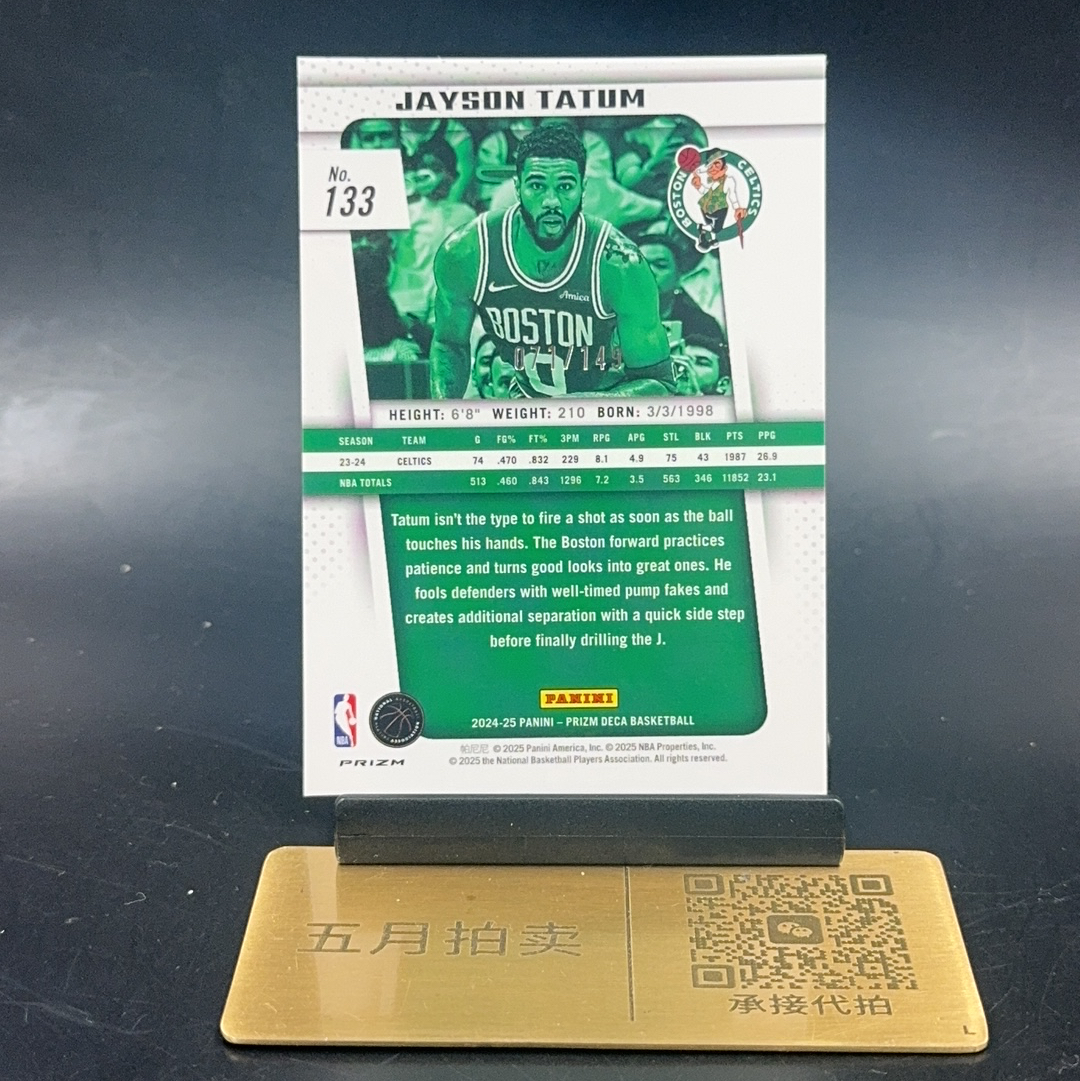 JAYSON TATUM
No.
133
BOSTON CELTICS
Amica
BOSTON
071/149
0
HEIGHT: 6'8" WEIGHT: 210 BORN: 3/3/1998
SEASON TEAM G FG% FT% 3PM RPG APG STL BLK PTS PPG
23-24 CELTICS 74 .470 .832 229 8.1 4.9 75 43 1987 26.9
NBA TOTALS 513 .460 .843 1296 7.2 3.5 563 346 11852 23.1
Tatum isn't the type to fire a shot as soon as the ball
touches his hands. The Boston forward practices
patience and turns good looks into great ones. He
fools defenders with well-timed pump fakes and
creates additional separation with a quick side step
before finally drilling the J.
PANINI
2024-25 PANINI – PRIZM DECA BASKETBALL
NBA
PRIZM
帕尼尼 © 2025 Panini America, Inc. © 2025 NBA Properties, Inc.
© 2025 the National Basketball Players Association. All rights reserved.
五月拍卖
承接代拍